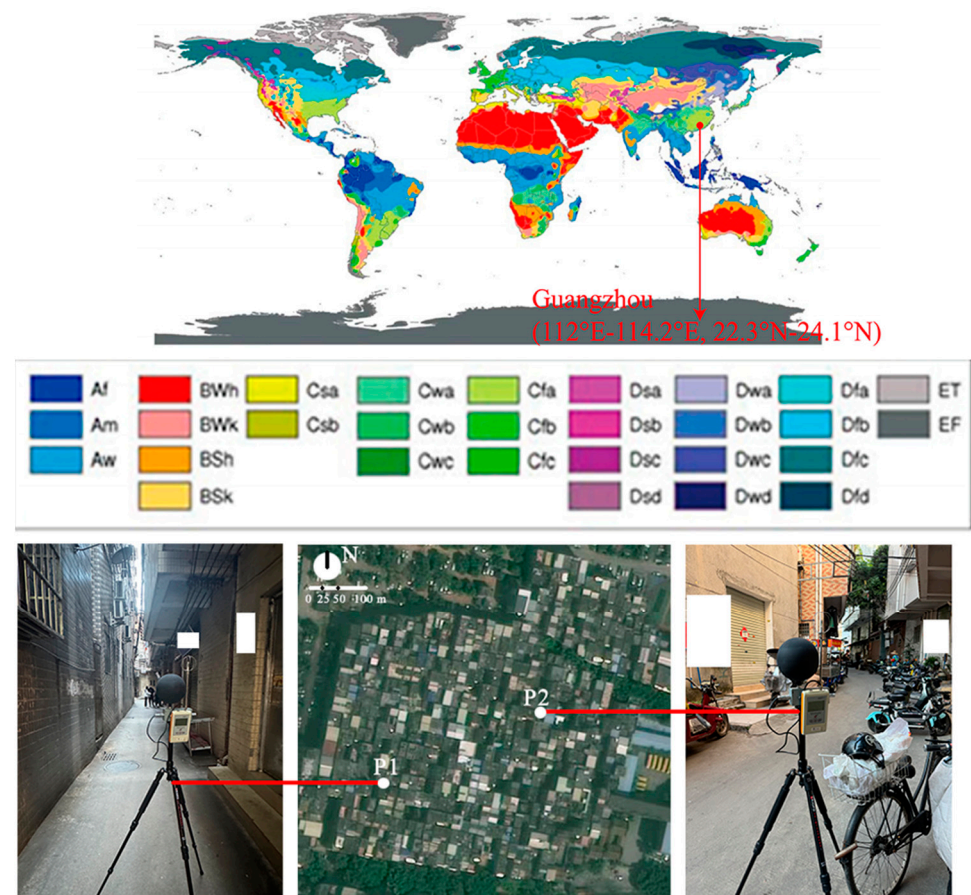 Guangzhou
(112°E-114.2°E, 22.3°N-24.1°N)
Af BWh Csa Cwa Cfa Dsa Dwa Dfa ET
Am BWk Csb Cwb Cfb Dsb Dwb Dfb EF
Aw BSh Cwc Cfc Dsc Dwc Dfc
BSk Dsd Dwd Dfd
N
0 25 50 100 m
P2
P1